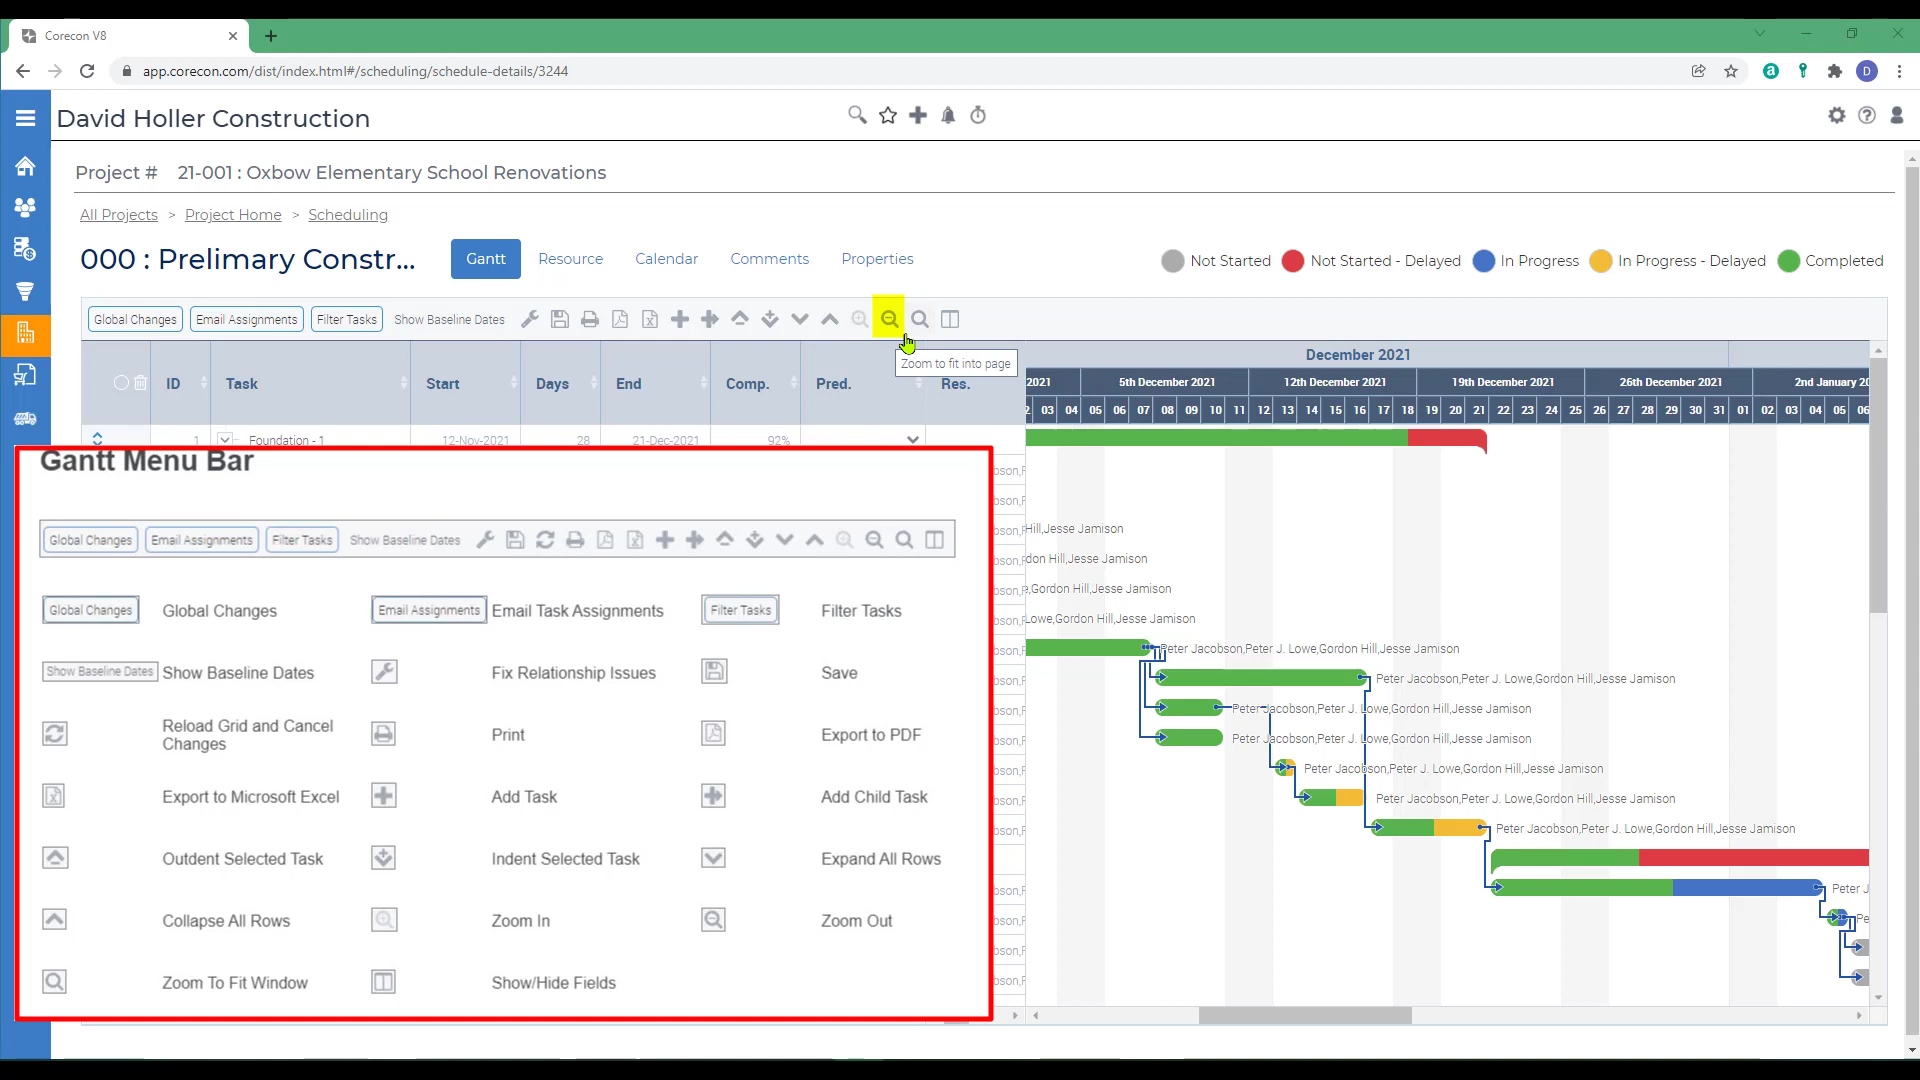 Corecon V8
app.corecon.com/dist/index.html#/scheduling/schedule-details/3244
D
David Holler Construction
Project # 21-001 : Oxbow Elementary School Renovations
All Projects > Project Home > Scheduling
000 : Prelimary Constr...
Gantt Resource Calendar Comments Properties
Not Started Not Started - Delayed In Progress In Progress - Delayed Completed
Global Changes Email Assignments Filter Tasks Show Baseline Dates
Zoom to fit into page
December 2021
ID Task Start Days End Comp. Pred. Res.
2021 5th December 2021 12th December 2021 19th December 2021 26th December 2021 2nd January 20
03 04 05 06 07 08 09 10 11 12 13 14 15 16 17 18 19 20 21 22 23 24 25 26 27 28 29 30 31 01 02 03 04 05 06
1 Foundation - 1 12-Nov-2021 28 21-Dec-2021 92%
Gantt Menu Bar
Global Changes Email Assignments Filter Tasks Show Baseline Dates
Global Changes Global Changes Email Assignments Email Task Assignments Filter Tasks Filter Tasks
Show Baseline Dates Show Baseline Dates Fix Relationship Issues Save
Reload Grid and Cancel
Changes
Print Export to PDF
Export to Microsoft Excel Add Task Add Child Task
Outdent Selected Task Indent Selected Task Expand All Rows
Collapse All Rows Zoom In Zoom Out
Zoom To Fit Window Show/Hide Fields
Hill,Jesse Jamison
don Hill,Jesse Jamison
,Gordon Hill,Jesse Jamison
Lowe,Gordon Hill,Jesse Jamison
Peter Jacobson,Peter J. Lowe,Gordon Hill,Jesse Jamison
Peter Jacobson,Peter J. Lowe,Gordon Hill,Jesse Jamison
Peter Jacobson,Peter J. Lowe,Gordon Hill,Jesse Jamison
Peter Jacobson,Peter J. Lowe,Gordon Hill,Jesse Jamison
Peter Jacobson,Peter J. Lowe,Gordon Hill,Jesse Jamison
Peter Jacobson,Peter J. Lowe,Gordon Hill,Jesse Jamison
Peter Jacobson,Peter J. Lowe,Gordon Hill,Jesse Jamison
Peter J
Pe